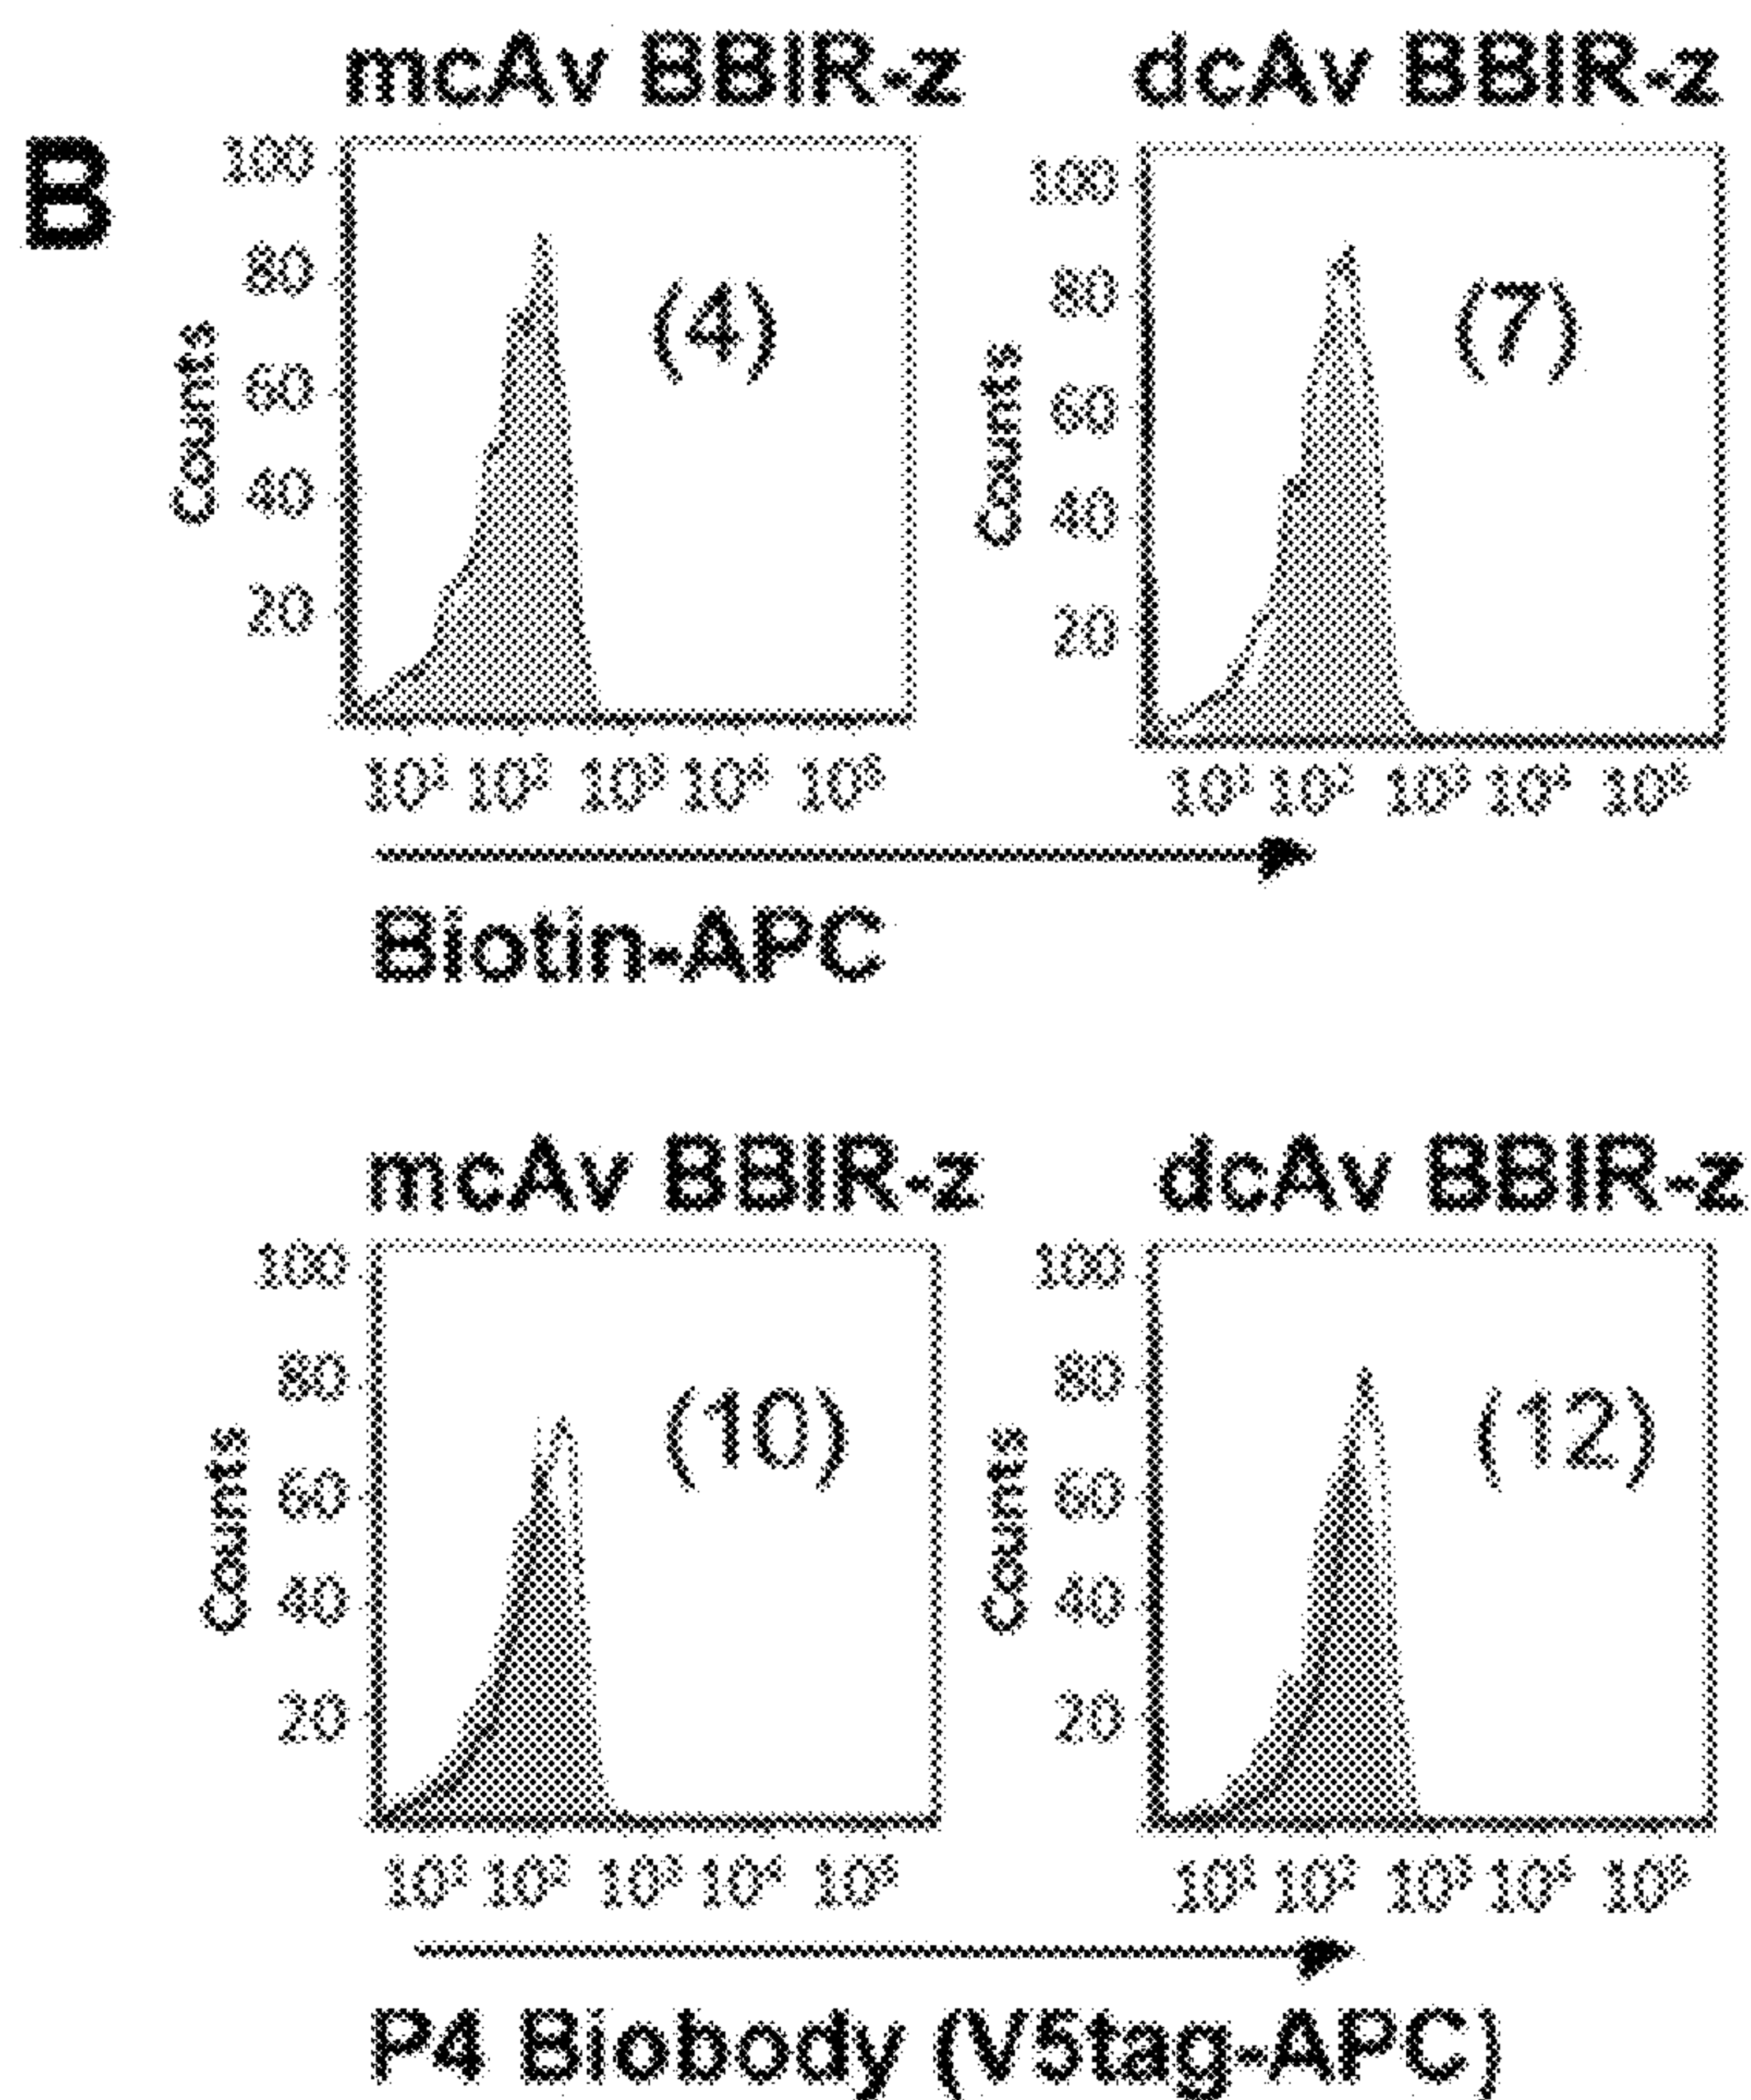 B
mcAv BBIR-z
dcAv BBIR-z
100
80
60
40
20
Counts
(4)
10¹ 10² 10³ 10⁴ 10⁵
100
80
60
40
20
Counts
(7)
10¹ 10² 10³ 10⁴ 10⁵
Biotin-APC
mcAv BBIR-z
dcAv BBIR-z
100
80
60
40
20
Counts
(10)
10¹ 10² 10³ 10⁴ 10⁵
100
80
60
40
20
Counts
(12)
10¹ 10² 10³ 10⁴ 10⁵
P4 Biobody (V5tag-APC)